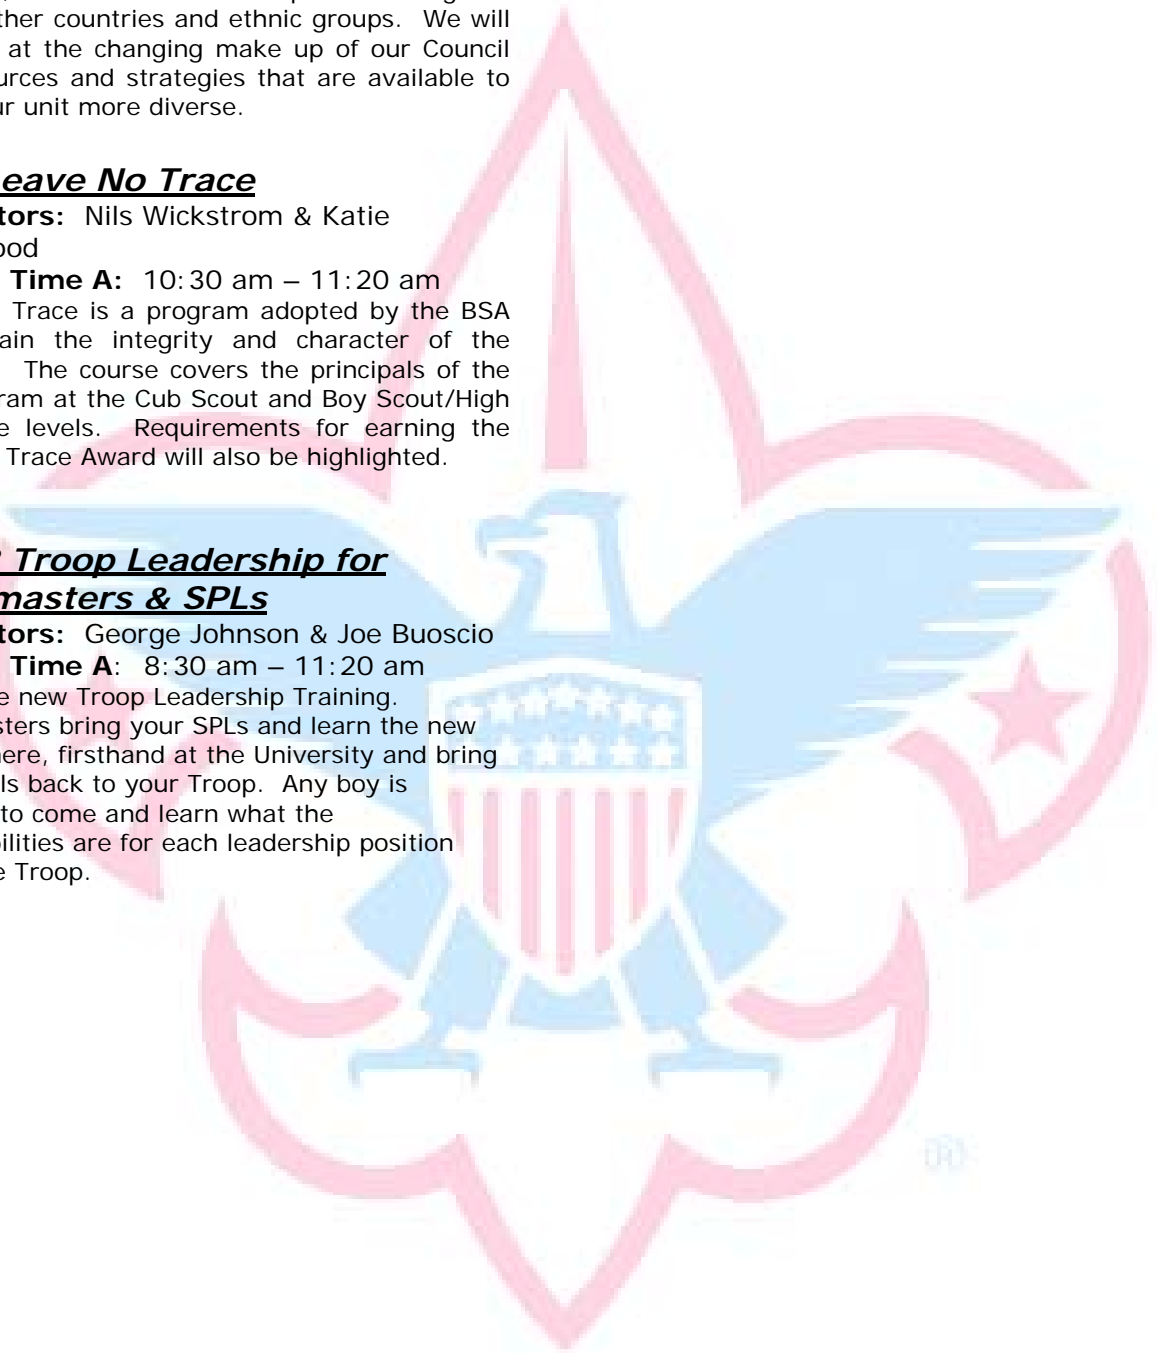 ther countries and ethnic groups. We will
at the changing make up of our Council
urces and strategies that are available to
ur unit more diverse.
eave No Trace
tors: Nils Wickstrom & Katie
ood
Time A: 10:30 am – 11:20 am
Trace is a program adopted by the BSA
ain the integrity and character of the
The course covers the principals of the
ram at the Cub Scout and Boy Scout/High
e levels. Requirements for earning the
Trace Award will also be highlighted.
Troop Leadership for
masters & SPLs
tors: George Johnson & Joe Buoscio
Time A: 8:30 am – 11:20 am
e new Troop Leadership Training.
sters bring your SPLs and learn the new
here, firsthand at the University and bring
ls back to your Troop. Any boy is
to come and learn what the
bilities are for each leadership position
e Troop.
®